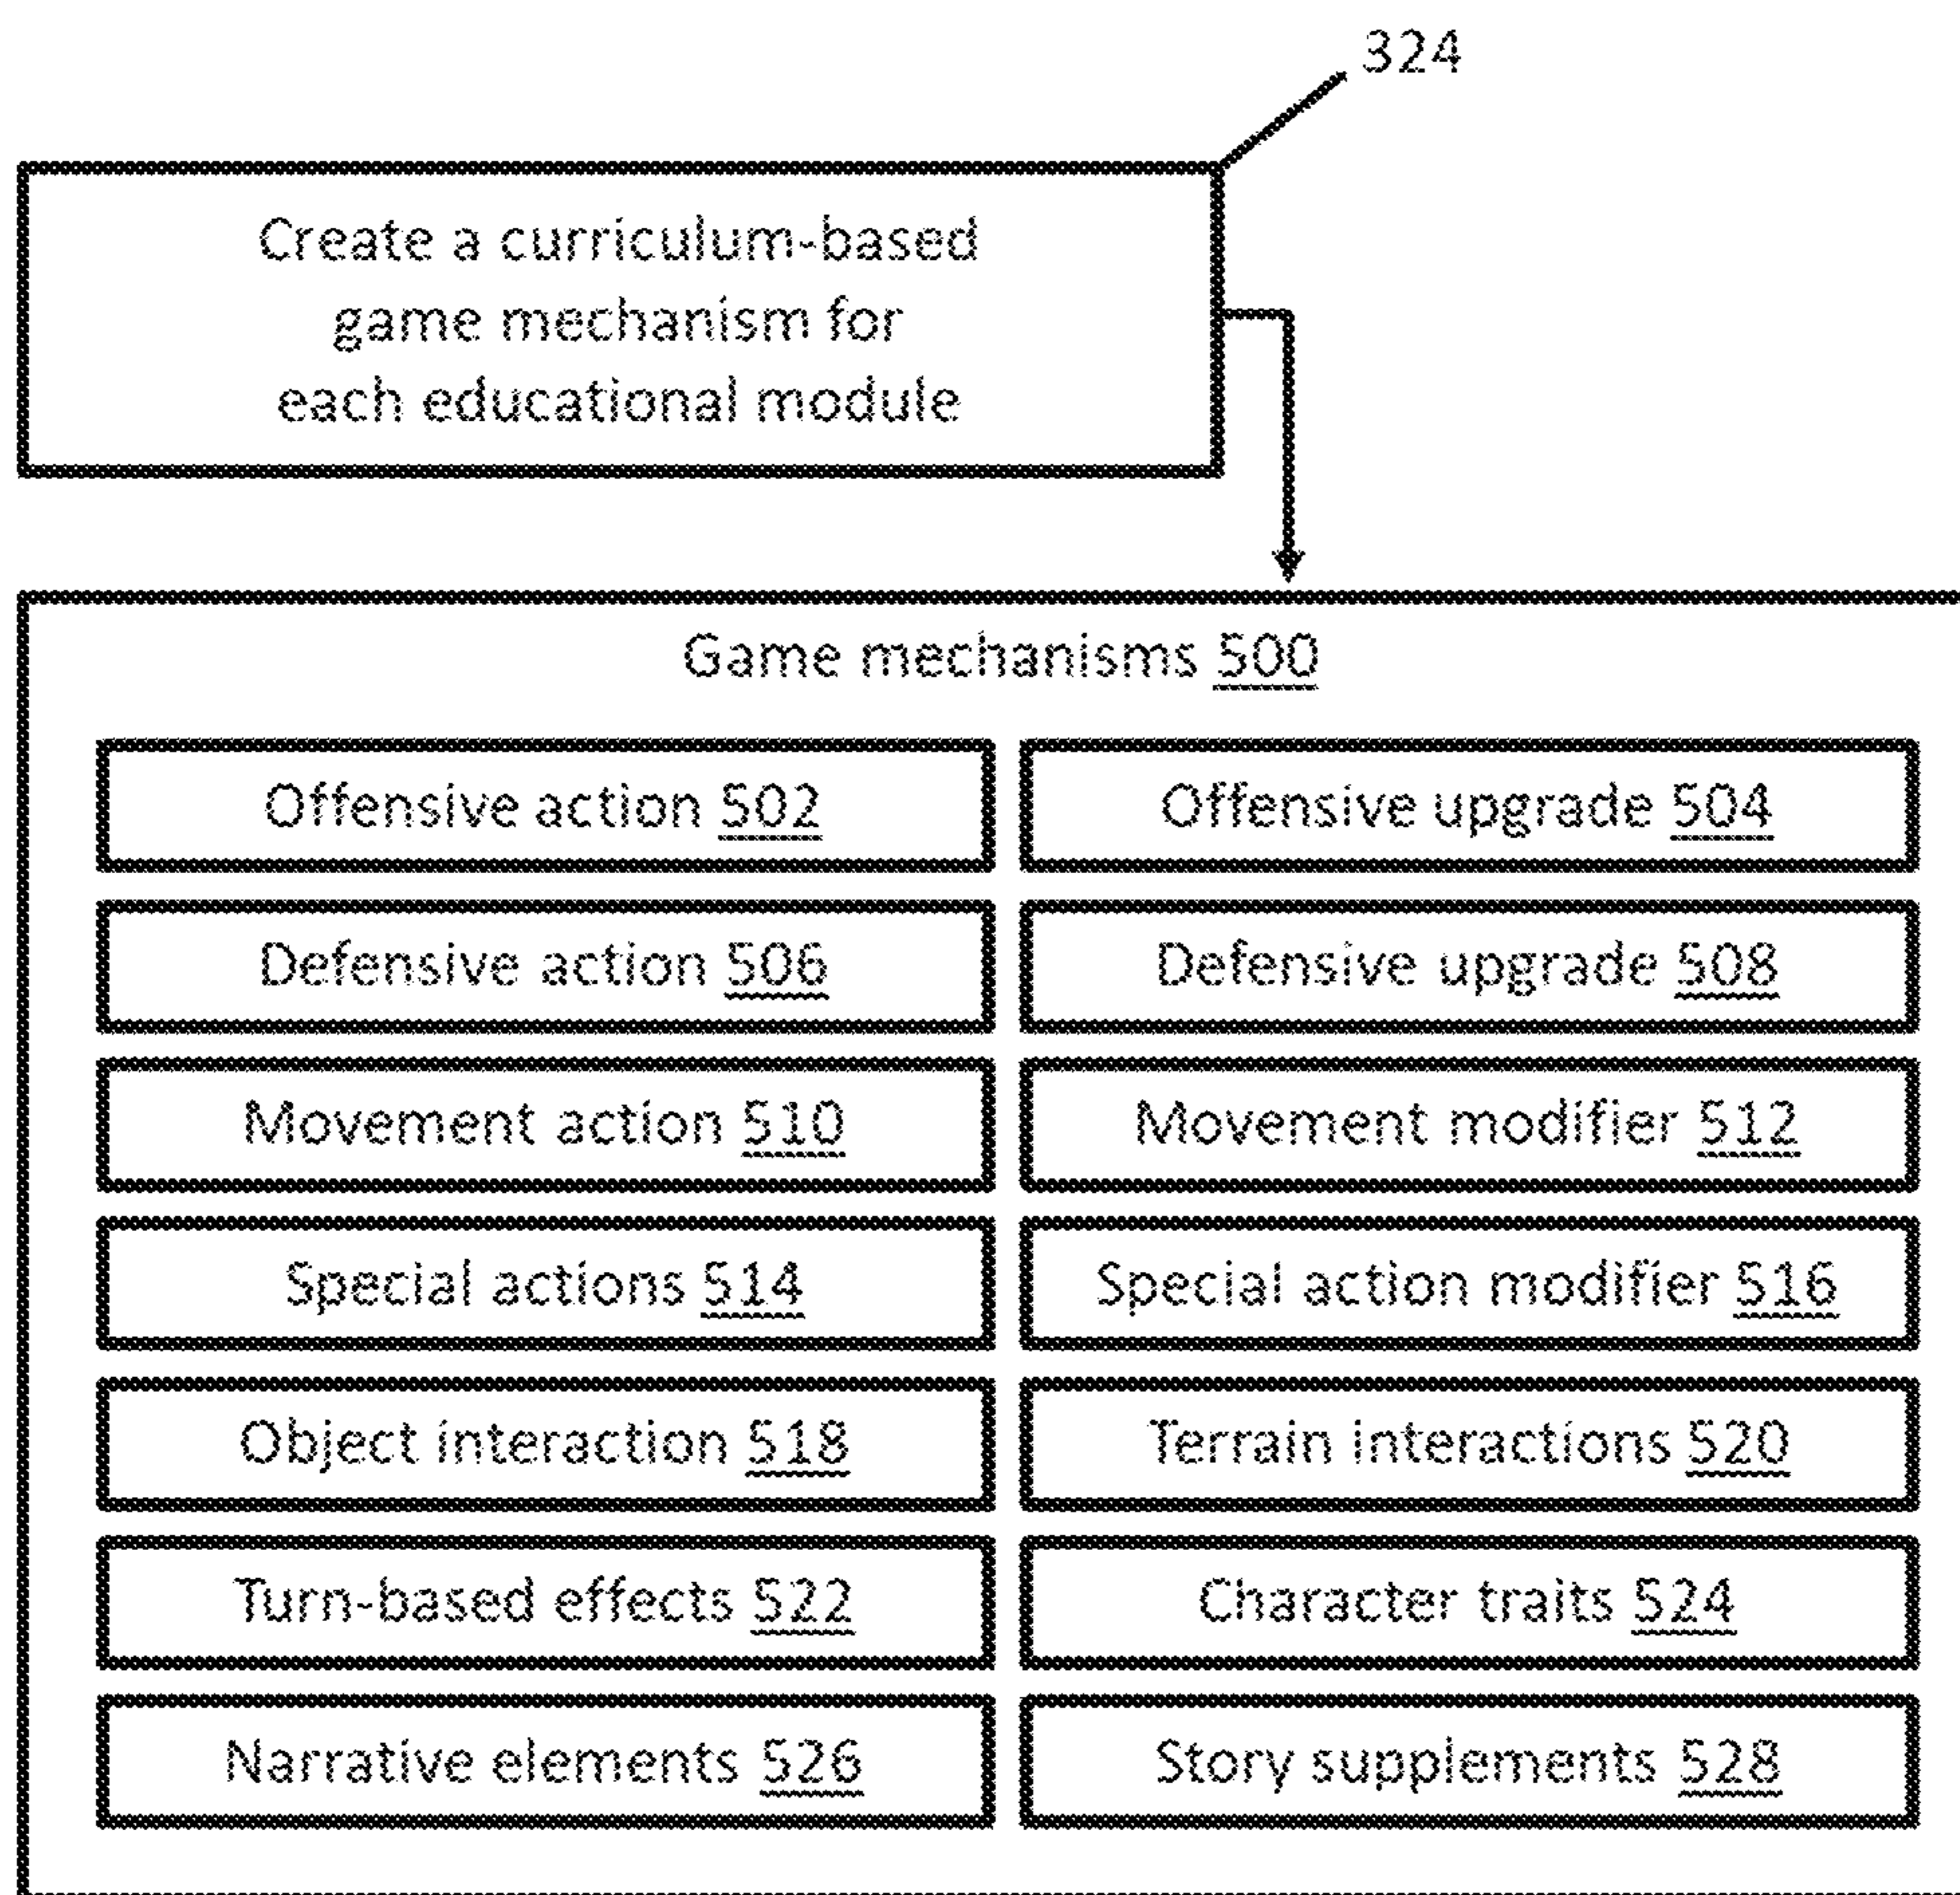 324
Create a curriculum-based
game mechanism for
each educational module
Game mechanisms 500
Offensive action 502
Offensive upgrade 504
Defensive action 506
Defensive upgrade 508
Movement action 510
Movement modifier 512
Special actions 514
Special action modifier 516
Object interaction 518
Terrain interactions 520
Turn-based effects 522
Character traits 524
Narrative elements 526
Story supplements 528